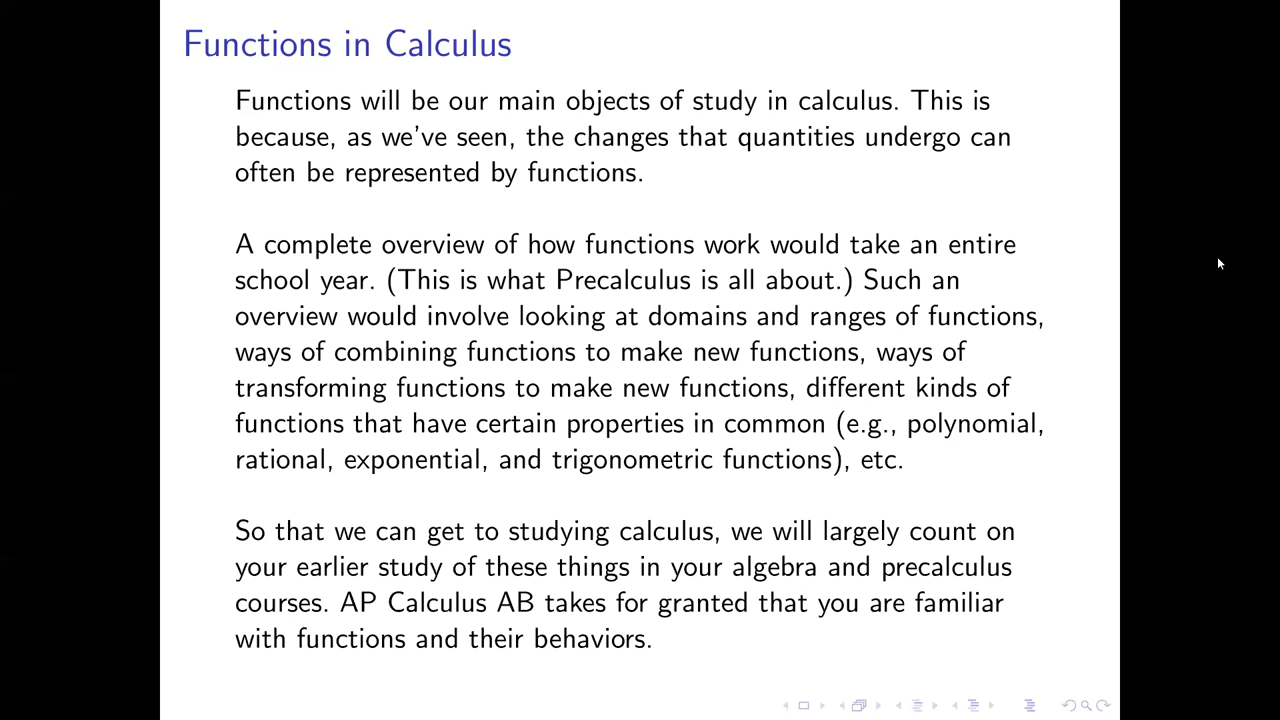 Functions in Calculus
Functions will be our main objects of study in calculus. This is
because, as we've seen, the changes that quantities undergo can
often be represented by functions.
A complete overview of how functions work would take an entire
school year. (This is what Precalculus is all about.) Such an
overview would involve looking at domains and ranges of functions,
ways of combining functions to make new functions, ways of
transforming functions to make new functions, different kinds of
functions that have certain properties in common (e.g., polynomial,
rational, exponential, and trigonometric functions), etc.
So that we can get to studying calculus, we will largely count on
your earlier study of these things in your algebra and precalculus
courses. AP Calculus AB takes for granted that you are familiar
with functions and their behaviors.